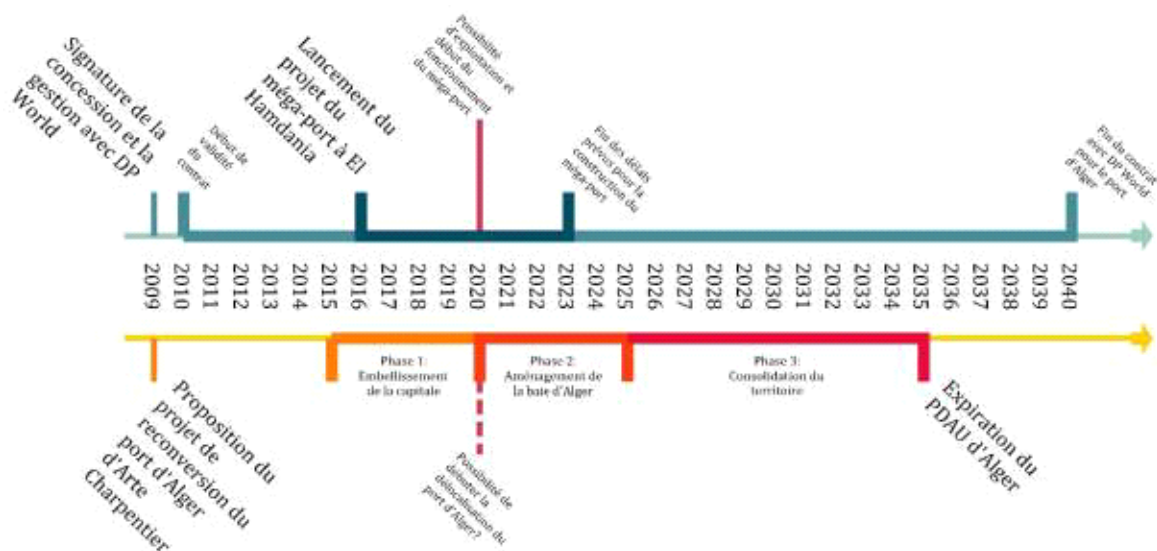 Signature de la
concession et la
gestion avec DP
World
Début de
validité
du
contrat
Lancement du
projet du
méga-port à El
Hamdania
Possibilité
d'exploitation et
début du
fonctionnement
du méga-port
Fin des délais
prévus pour la
construction du
méga-port
Fin du contrat
avec DP World
pour le port
d'Alger
2009
2010
2011
2012
2013
2014
2015
2016
2017
2018
2019
2020
2021
2022
2023
2024
2025
2026
2027
2028
2029
2030
2031
2032
2033
2034
2035
2036
2037
2038
2039
2040
Phase 1:
Embellissement
de la capitale
Phase 2:
Aménagement de
la baie d'Alger
Phase 3:
Consolidation du
territoire
Proposition du
projet de
reconversion du
port d'Alger
d'Arte
Charpentier
Possibilité de
débuter la
délocalisation du
port d'Alger?
Expiration du
PDAU d'Alger